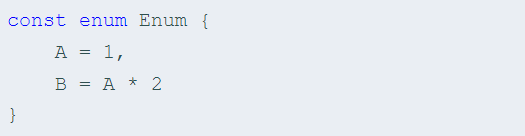 const enum Enum {
    A = 1,
    B = A * 2
}